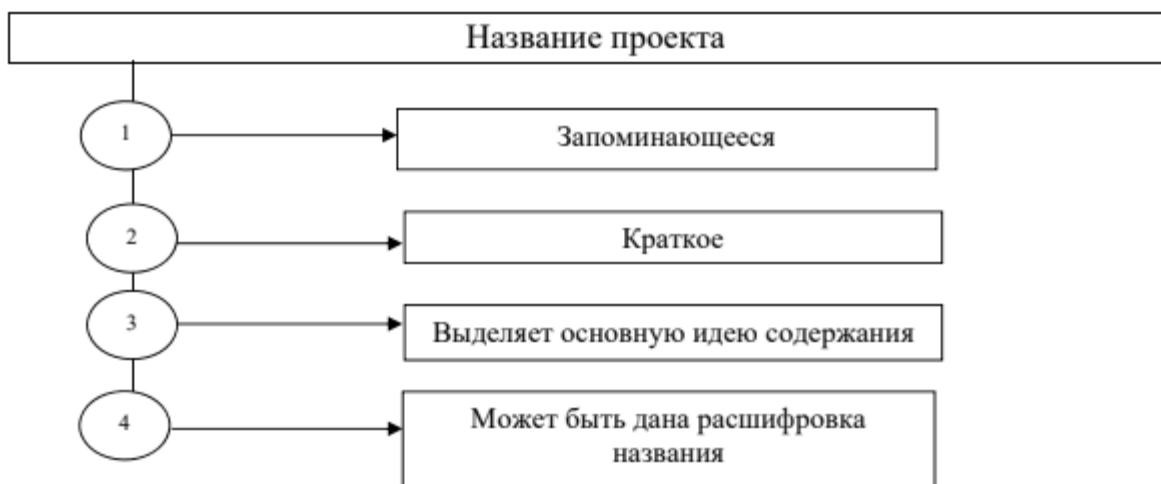 Название проекта
1
Запоминающееся
2
Краткое
3
Выделяет основную идею содержания
4
Может быть дана расшифровка
названия